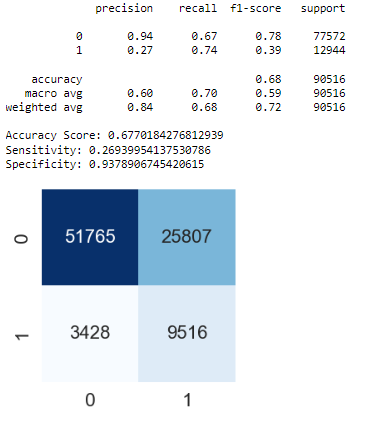 precision recall f1-score support
0 0.94 0.67 0.78 77572
1 0.27 0.74 0.39 12944
accuracy 0.68 90516
macro avg 0.60 0.70 0.59 90516
weighted avg 0.84 0.68 0.72 90516
Accuracy Score: 0.6770184276812939
Sensitivity: 0.26939954137530786
Specificity: 0.9378906745420615
0 51765 25807
1 3428 9516
0 1